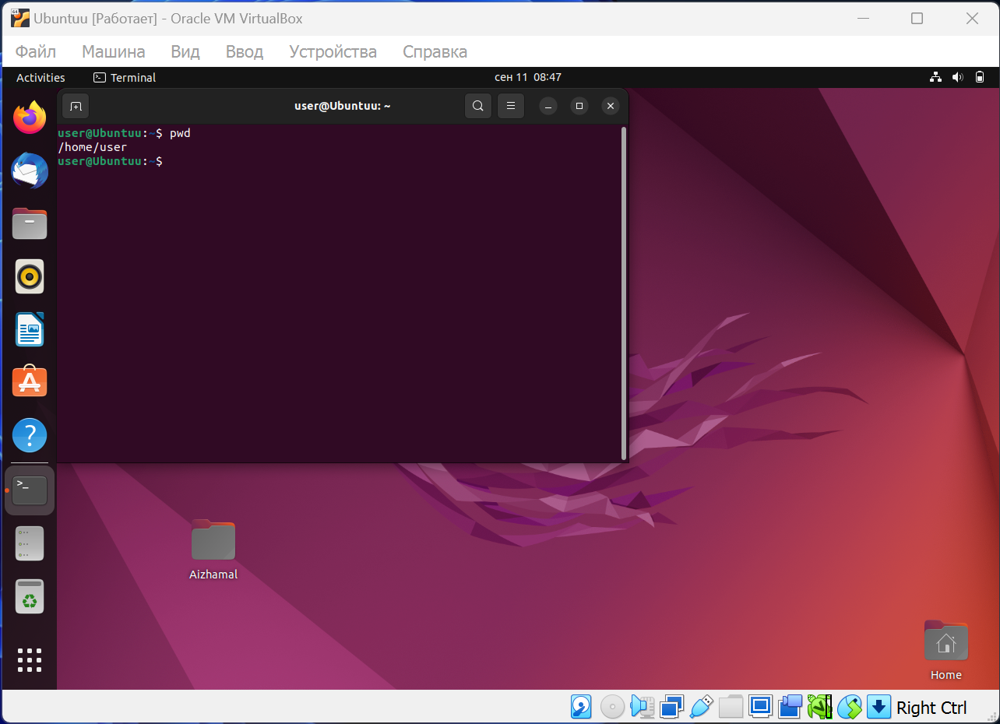 Ubuntuu [Работает] - Oracle VM VirtualBox
Файл Машина Вид Ввод Устройства Справка
Activities Terminal сен 11 08:47
user@Ubuntuu: ~
user@Ubuntuu:~$ pwd
/home/user
user@Ubuntuu:~$
Aizhamal
Home
Right Ctrl